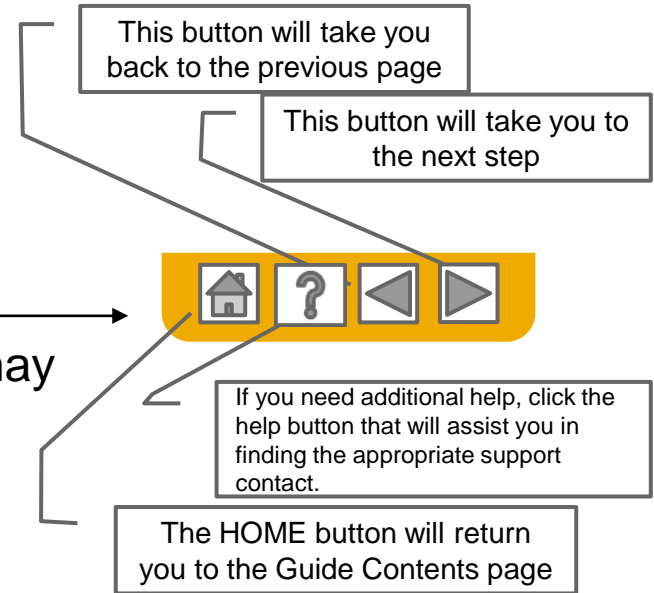 This button will take you
back to the previous page
This button will take you to
the next step
?
If you need additional help, click the
help button that will assist you in
finding the appropriate support
contact.
The HOME button will return
you to the Guide Contents page